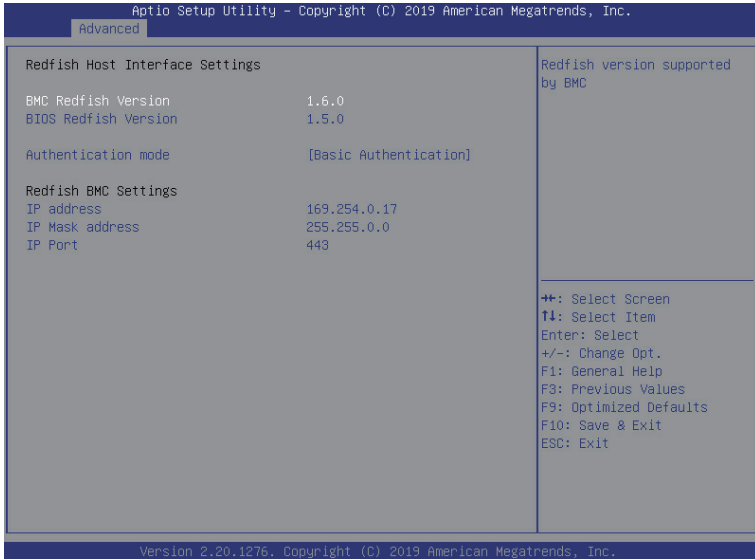 Aptio Setup Utility – Copyright (C) 2019 American Megatrends, Inc.
Advanced
Redfish Host Interface Settings
BMC Redfish Version 1.6.0
BIOS Redfish Version 1.5.0
Authentication mode [Basic Authentication]
Redfish BMC Settings
IP address 169.254.0.17
IP Mask address 255.255.0.0
IP Port 443
Redfish version supported
by BMC
→←: Select Screen
↑↓: Select Item
Enter: Select
+/-: Change Opt.
F1: General Help
F3: Previous Values
F9: Optimized Defaults
F10: Save & Exit
ESC: Exit
Version 2.20.1276. Copyright (C) 2019 American Megatrends, Inc.